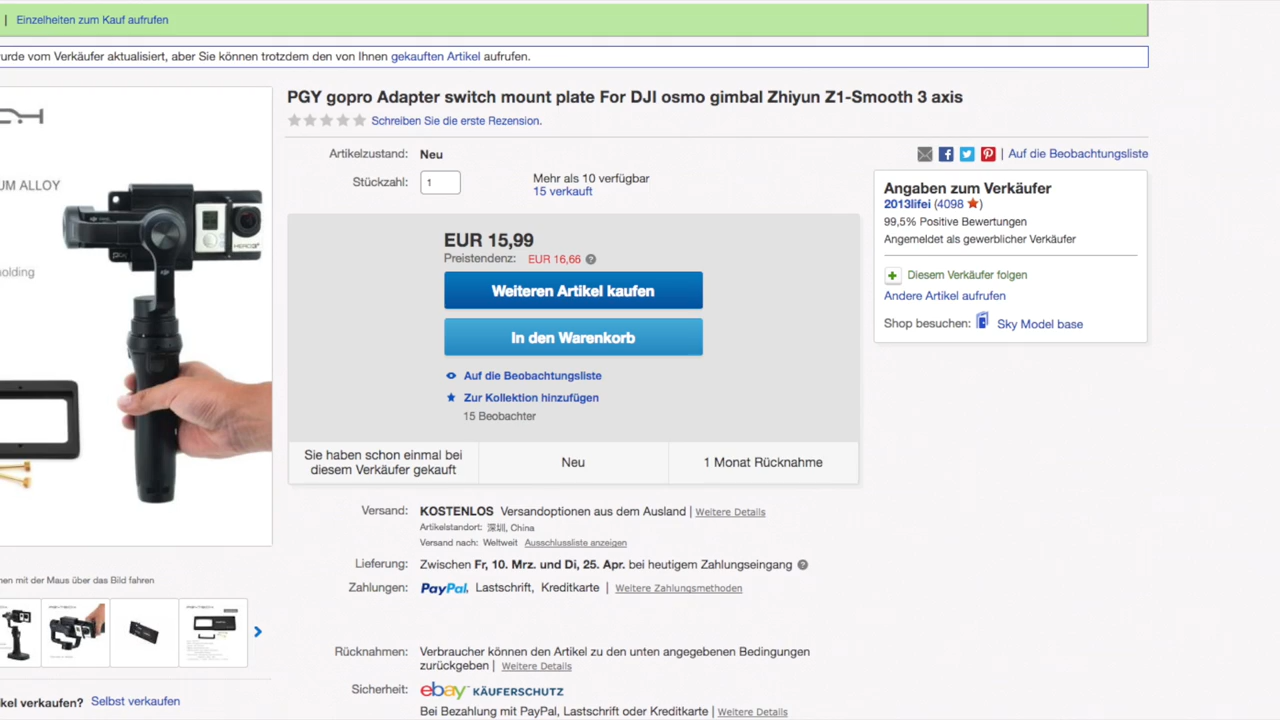 | Einzelheiten zum Kauf aufrufen
urde vom Verkäufer aktualisiert, aber Sie können trotzdem den von Ihnen gekauften Artikel aufrufen.
PGY gopro Adapter switch mount plate For DJI osmo gimbal Zhiyun Z1-Smooth 3 axis
Schreiben Sie die erste Rezension.
Artikelzustand: Neu
| Auf die Beobachtungsliste
Stückzahl: 1
Mehr als 10 verfügbar
15 verkauft
UM ALLOY
HERO3+
olding
Angaben zum Verkäufer
2013lifei (4098 ★)
99,5% Positive Bewertungen
Angemeldet als gewerblicher Verkäufer
Diesem Verkäufer folgen
Andere Artikel aufrufen
Shop besuchen: Sky Model base
EUR 15,99
Preistendenz: EUR 16,66
Weiteren Artikel kaufen
In den Warenkorb
Auf die Beobachtungsliste
Zur Kollektion hinzufügen
15 Beobachter
Sie haben schon einmal bei
diesem Verkäufer gekauft
Neu
1 Monat Rücknahme
Versand: KOSTENLOS Versandoptionen aus dem Ausland | Weitere Details
Artikelstandort: 深圳, China
Versand nach: Weltweit Ausschlussliste anzeigen
Lieferung: Zwischen Fr, 10. Mrz. und Di, 25. Apr. bei heutigem Zahlungseingang
Zahlungen: PayPal, Lastschrift, Kreditkarte | Weitere Zahlungsmethoden
nen mit der Maus über das Bild fahren
Rücknahmen: Verbraucher können den Artikel zu den unten angegebenen Bedingungen
zurückgeben | Weitere Details
Sicherheit: ebay KÄUFERSCHUTZ
Bei Bezahlung mit PayPal, Lastschrift oder Kreditkarte | Weitere Details
kel verkaufen? Selbst verkaufen